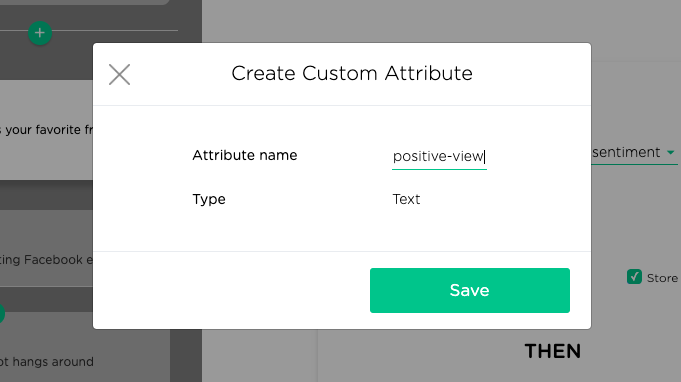 Create Custom Attribute
s your favorite fr
Attribute name
positive-view
sentiment
Type
Text
ting Facebook e
Store
Save
THEN
ot hangs around